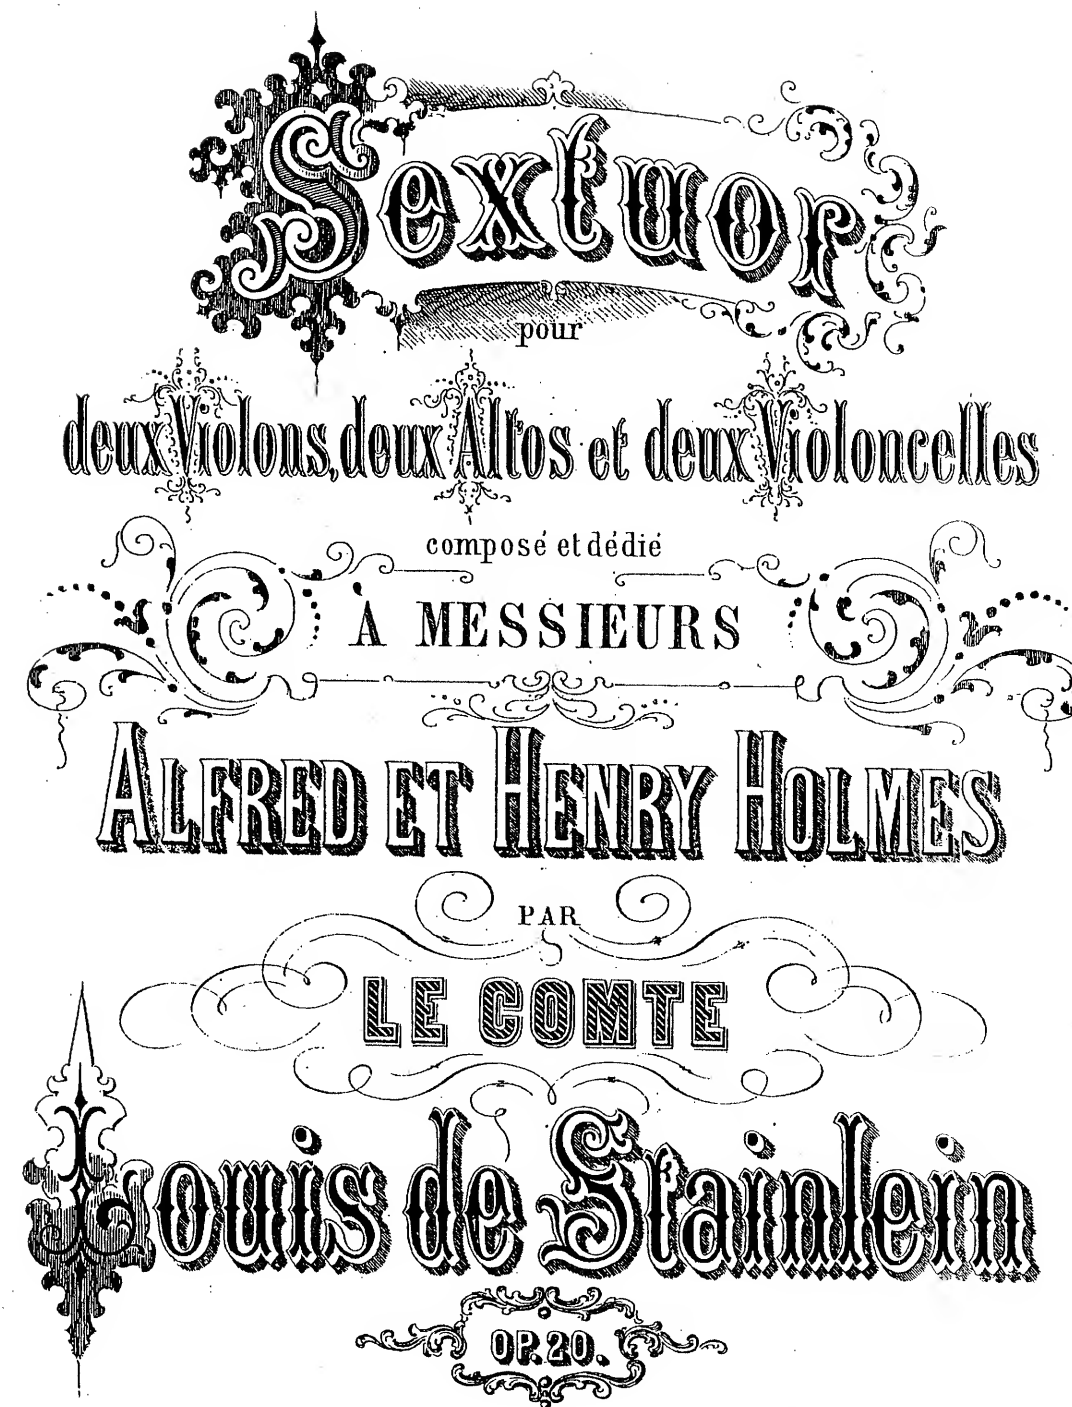 Sextuor
pour
deux Violons, deux Altos et deux Violoncelles
composé et dédié
À MESSIEURS
ALFRED ET HENRY HOLMES
PAR
LE COMTE
Louis de Stainlein
OP. 20.